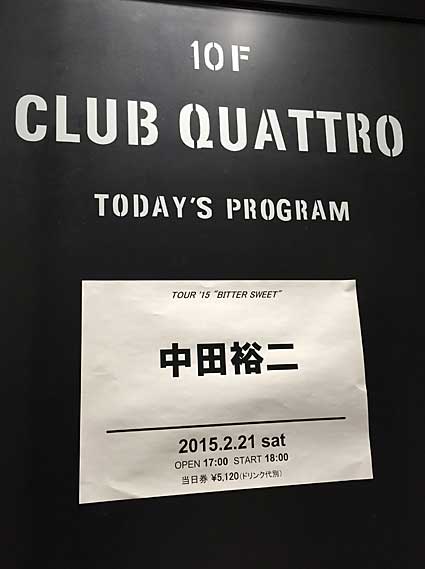 10F
CLUB QUATTRO
TODAY'S PROGRAM
TOUR '15 "BITTER SWEET"
中田裕二
2015.2.21 sat
OPEN 17:00 START 18:00
当日券 ¥5,120(ドリンク代別)